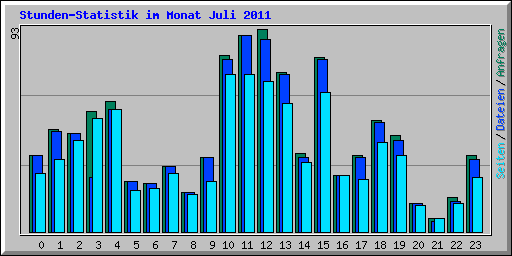 Stunden-Statistik im Monat Juli 2011
93
Seiten / Dateien / Anfragen
0 1 2 3 4 5 6 7 8 9 10 11 12 13 14 15 16 17 18 19 20 21 22 23